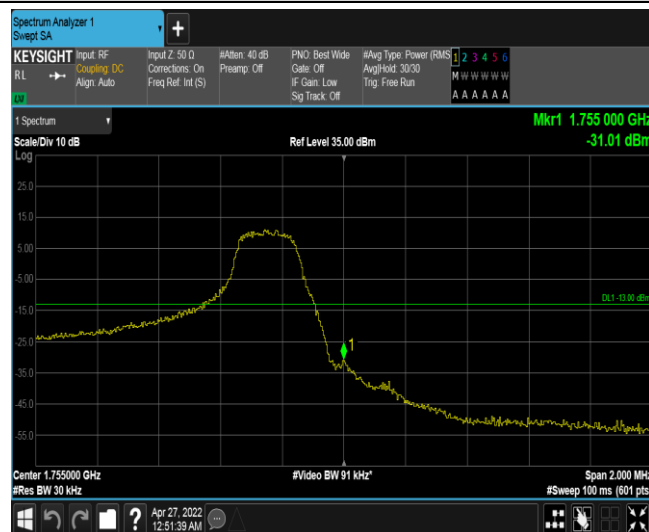 Spectrum Analyzer 1
Swept SA
+
KEYSIGHT
RL
Input: RF
Coupling: DC
Align: Auto
Input Z: 50 Ω
Corrections: On
Freq Ref: Int (S)
#Atten: 40 dB
Preamp: Off
PNO: Best Wide
Gate: Off
IF Gain: Low
Sig Track: Off
#Avg Type: Power (RMS
Avg|Hold: 30/30
Trig: Free Run
1 2 3 4 5 6
M W W W W W
A A A A A A
1 Spectrum
Mkr1 1.755 000 GHz
-31.01 dBm
Scale/Div 10 dB
Ref Level 35.00 dBm
Log
25.0
15.0
5.00
-5.00
DL1 -13.00 dBm
-15.0
-25.0
1
-35.0
-45.0
-55.0
Center 1.755000 GHz
#Video BW 91 kHz*
Span 2.000 MHz
#Res BW 30 kHz
#Sweep 100 ms (601 pts
?
Apr 27, 2022
12:51:39 AM